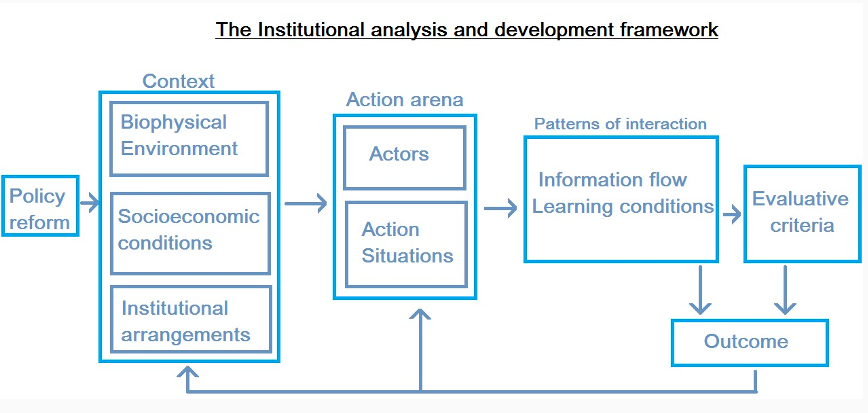 The Institutional analysis and development framework
Context
Biophysical
Environment
Socioeconomic
conditions
Institutional
arrangements
Policy
reform
Action arena
Actors
Action
Situations
Patterns of interaction
Information flow
Learning conditions
Evaluative
criteria
Outcome